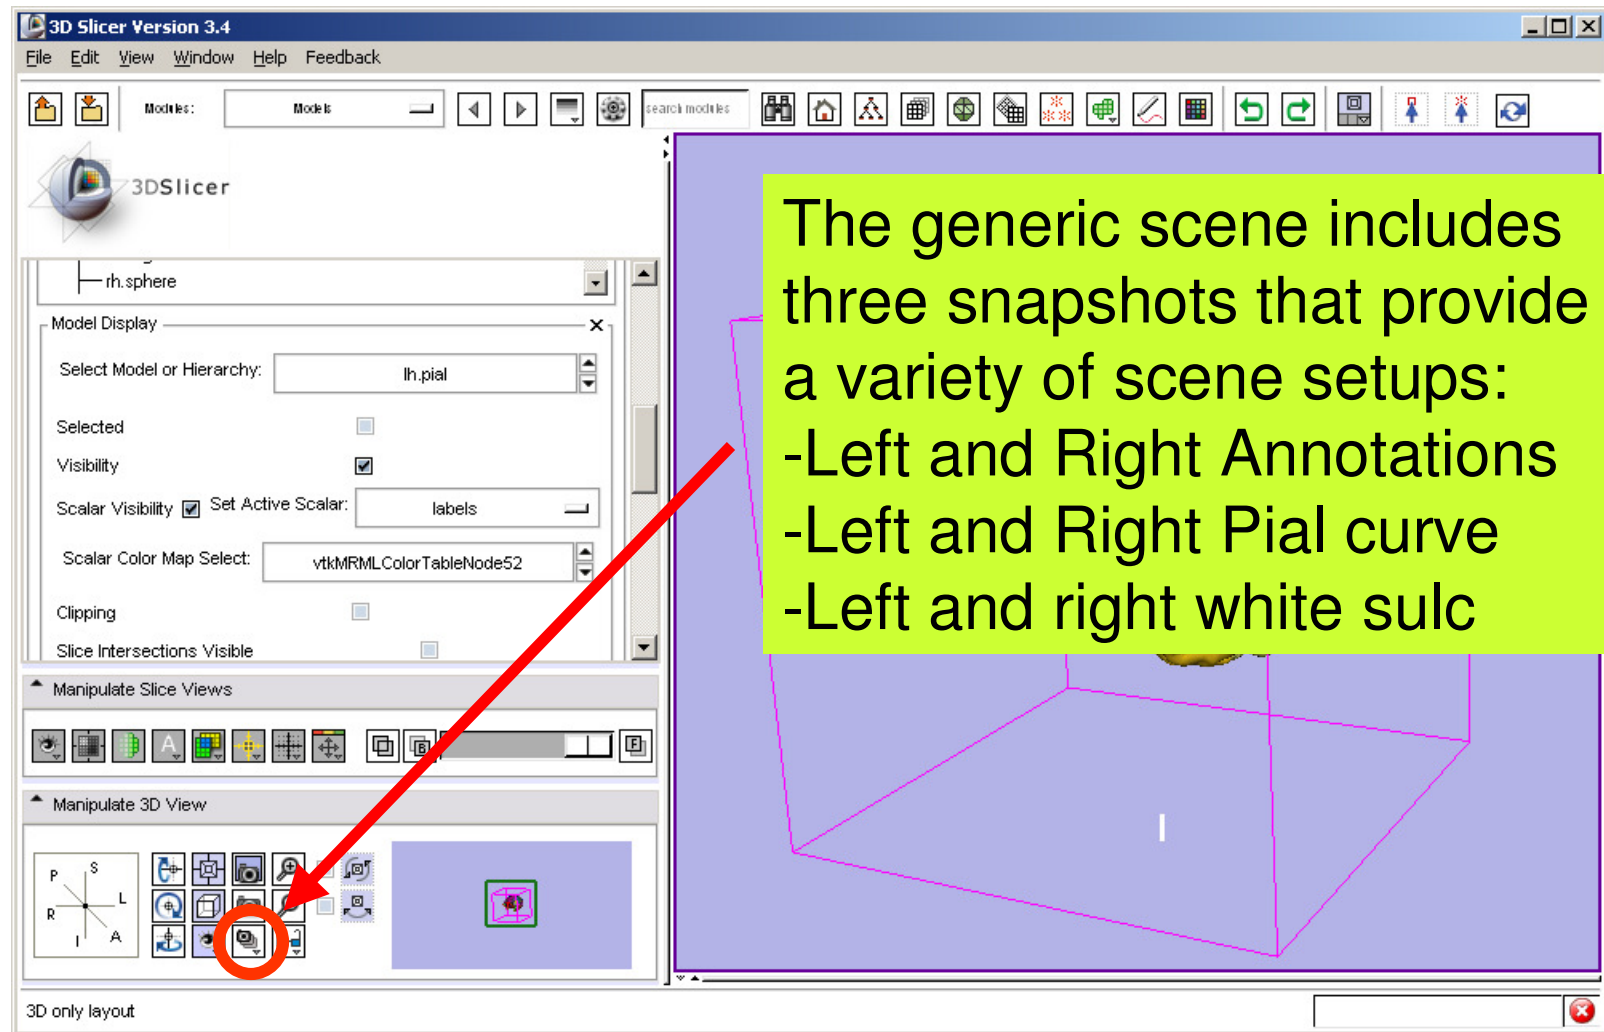 3D Slicer Version 3.4
File Edit View Window Help Feedback
Modules: Models search modules
3DSlicer
rh.sphere
Model Display
Select Model or Hierarchy: lh.pial
Selected
Visibility
Scalar Visibility Set Active Scalar: labels
Scalar Color Map Select: vtkMRMLColorTableNode52
Clipping
Slice Intersections Visible
Manipulate Slice Views
A B F
Manipulate 3D View
P S
R L
I A
3D only layout
The generic scene includes
three snapshots that provide
a variety of scene setups:
-Left and Right Annotations
-Left and Right Pial curve
-Left and right white sulc
I